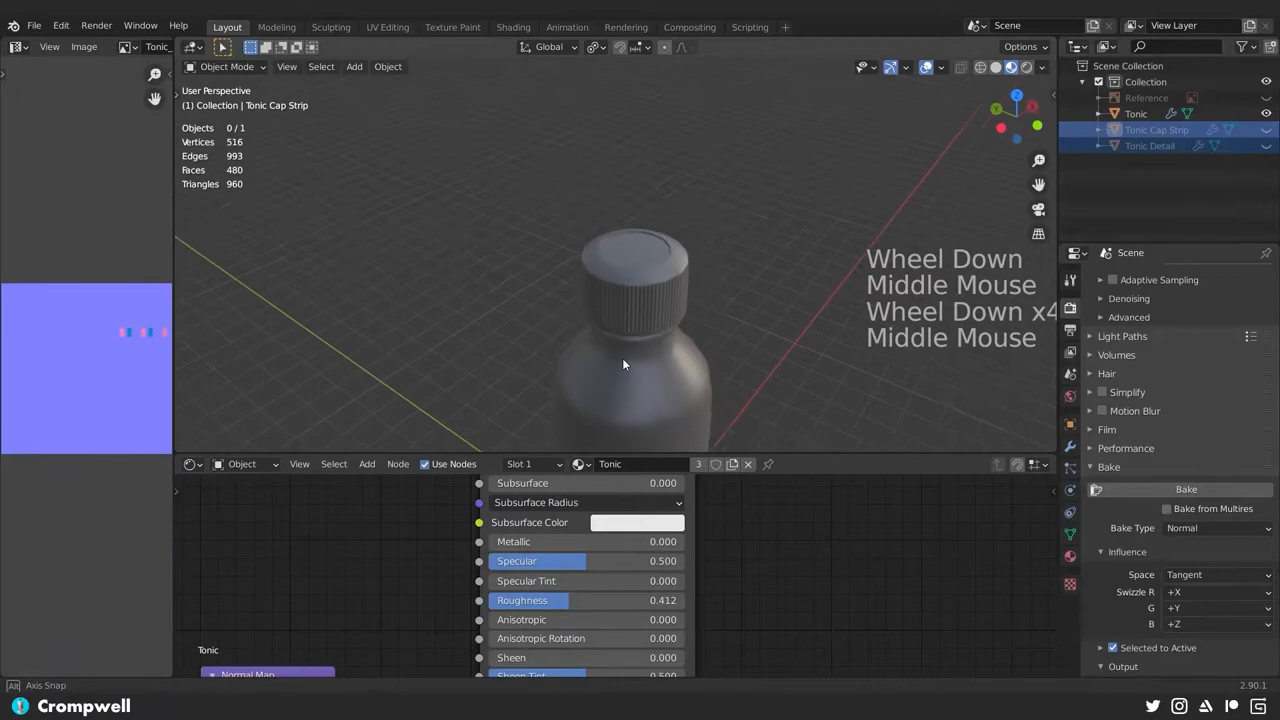 File Edit Render Window Help Layout Modeling Sculpting UV Editing Texture Paint Shading Animation Rendering Compositing Scripting + Scene View Layer
View Image Tonic_ Global Options
Object Mode View Select Add Object
User Perspective
(1) Collection | Tonic Cap Strip
Objects 0 / 1
Vertices 516
Edges 993
Faces 480
Triangles 960
Z
Y
Wheel Down
Middle Mouse
Wheel Down x4
Middle Mouse
Scene Collection
Collection
Reference
Tonic
Tonic Cap Strip
Tonic Detail
Scene
Adaptive Sampling
Denoising
Advanced
Light Paths
Volumes
Hair
Simplify
Motion Blur
Film
Performance
Bake
Bake
Bake from Multires
Bake Type Normal
Influence
Space Tangent
Swizzle R +X
G +Y
B +Z
Selected to Active
Output
Object View Select Add Node Use Nodes Slot 1 Tonic 3
Subsurface 0.000
Subsurface Radius
Subsurface Color
Metallic 0.000
Specular 0.500
Specular Tint 0.000
Roughness 0.412
Anisotropic 0.000
Anisotropic Rotation 0.000
Sheen 0.000
Sheen Tint 0.500
Tonic
Normal Map
Alt Axis Snap 2.90.1
Crompwell